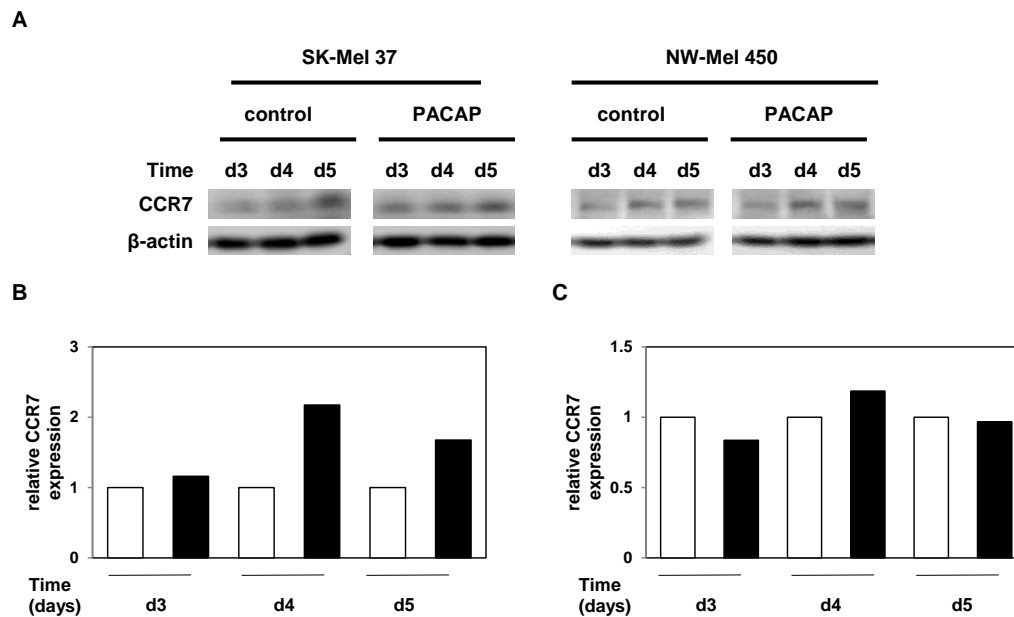 A
SK-Mel 37 NW-Mel 450
control PACAP control PACAP
Time d3 d4 d5 d3 d4 d5 d3 d4 d5 d3 d4 d5
CCR7
β-actin
B
3
2
1
0
relative CCR7
expression
Time
(days)
d3 d4 d5
C
1.5
1
0.5
0
relative CCR7
expression
Time
(days)
d3 d4 d5